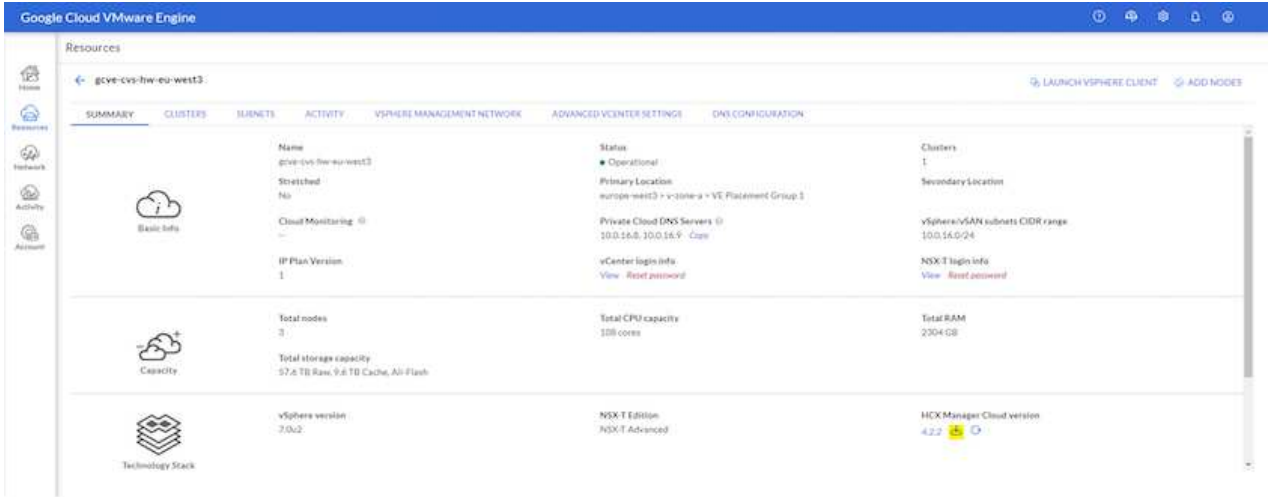 Google Cloud VMware Engine
Resources
gcve-cvs-hw-eu-west3
LAUNCH VSPHERE CLIENT ADD NODES
SUMMARY CLUSTERS SUBNETS ACTIVITY VSPHERE MANAGEMENT NETWORK ADVANCED VCENTER SETTINGS DNS CONFIGURATION
Home
Resources
Network
Activity
Account
Basic Info
Name Status Clusters
gcve-cvs-hw-eu-west3 Operational 1
Stretched Primary Location Secondary Location
No europe-west3 > v-zone-a > VE Placement Group 1
Cloud Monitoring Private Cloud DNS Servers vSphere/vSAN subnets CIDR range
-- 10.0.16.8, 10.0.16.9 Copy 10.0.16.0/24
IP Plan Version vCenter login info NSX-T login info
1 View Reset password View Reset password
Capacity
Total nodes Total CPU capacity Total RAM
3 108 cores 2304 GB
Total storage capacity
57.6 TB Raw, 9.6 TB Cache, All-Flash
Technology Stack
vSphere version NSX-T Edition HCX Manager Cloud version
7.0u2 NSX-T Advanced 4.2.2